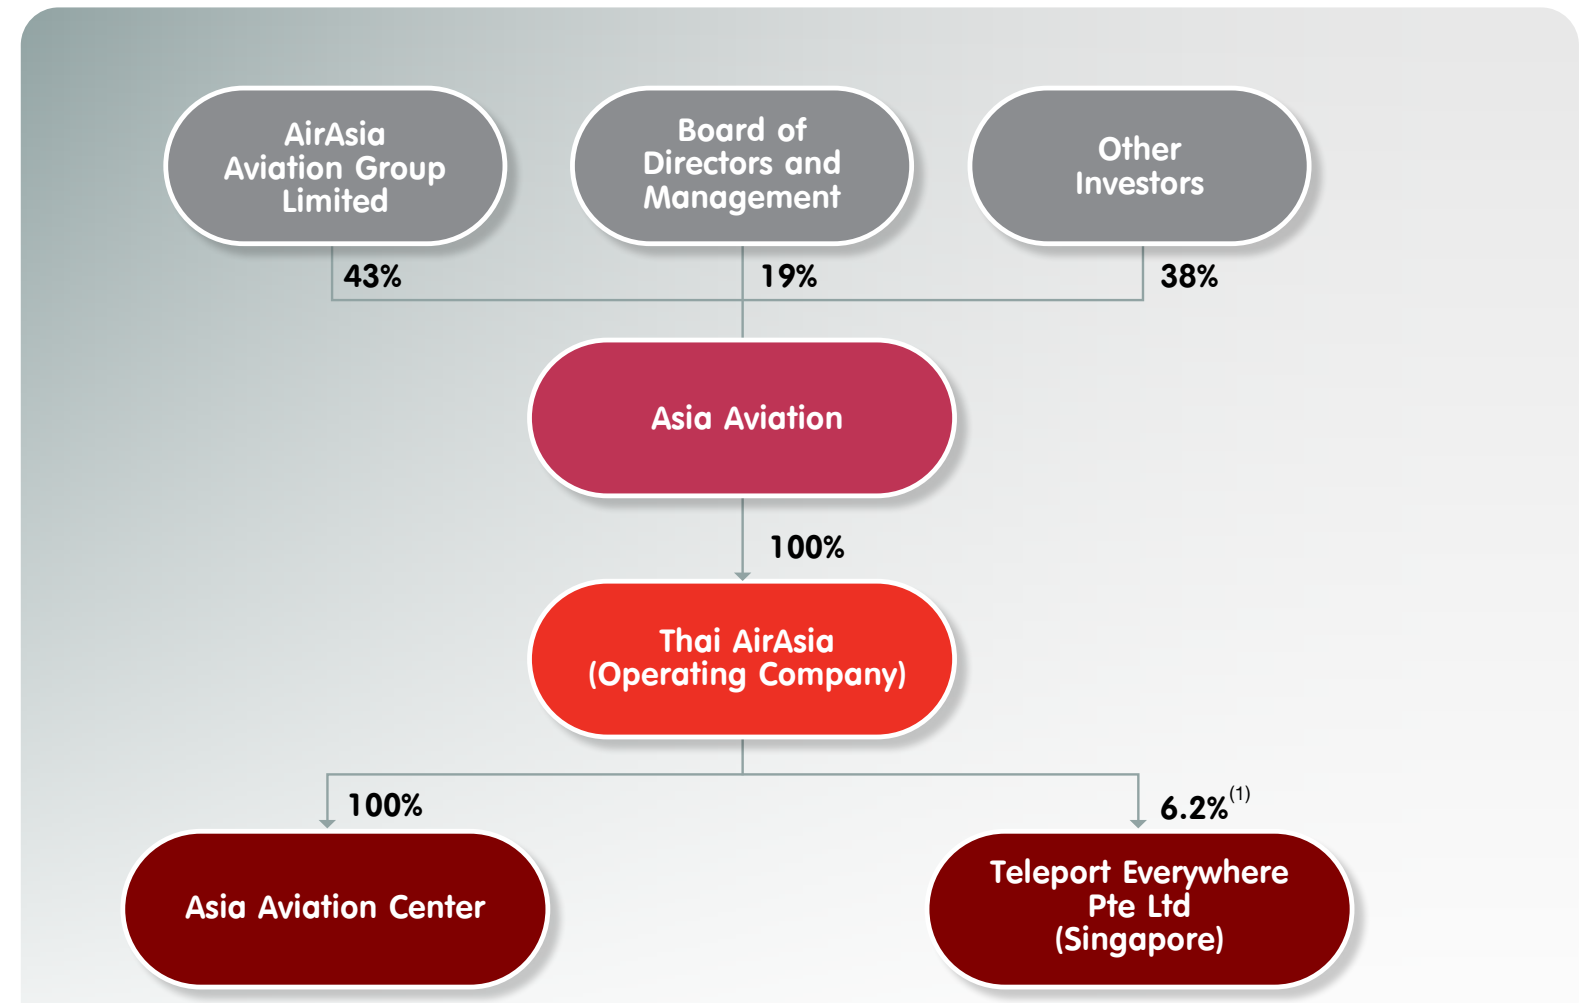 AirAsia
Aviation Group
Limited
Board of
Directors and
Management
Other
Investors
43%
19%
38%
Asia Aviation
100%
Thai AirAsia
(Operating Company)
100%
6.2%(1)
Asia Aviation Center
Teleport Everywhere
Pte Ltd
(Singapore)